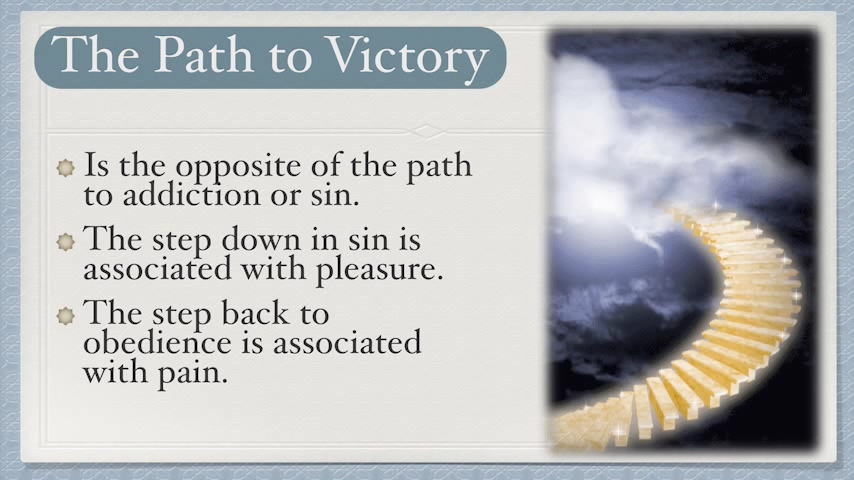 The Path to Victory
Is the opposite of the path
to addiction or sin.
The step down in sin is
associated with pleasure.
The step back to
obedience is associated
with pain.